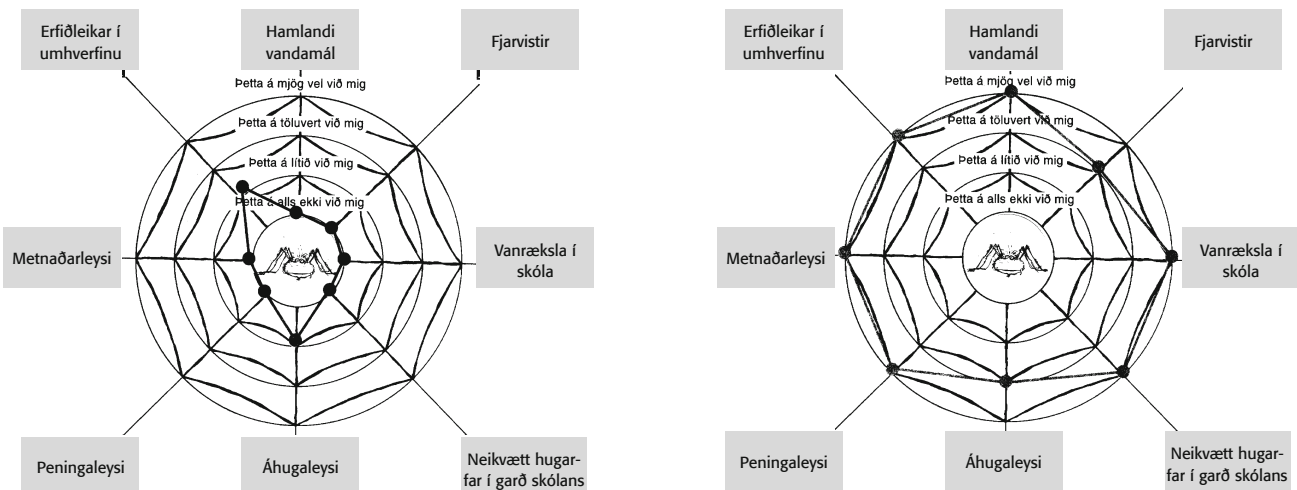 Erfiðleikar í
umhverfinu
Hamlandi
vandamál
Fjarvistir
Þetta á mjög vel við mig
Þetta á töluvert við mig
Þetta á lítið við mig
Þetta á alls ekki við mig
Metnaðarleysi
Vanræksla í
skóla
Peningaleysi
Áhugaleysi
Neikvætt hugar-
far í garð skólans
Erfiðleikar í
umhverfinu
Hamlandi
vandamál
Fjarvistir
Þetta á mjög vel við mig
Þetta á töluvert við mig
Þetta á lítið við mig
Þetta á alls ekki við mig
Metnaðarleysi
Vanræksla í
skóla
Peningaleysi
Áhugaleysi
Neikvætt hugar-
far í garð skólans